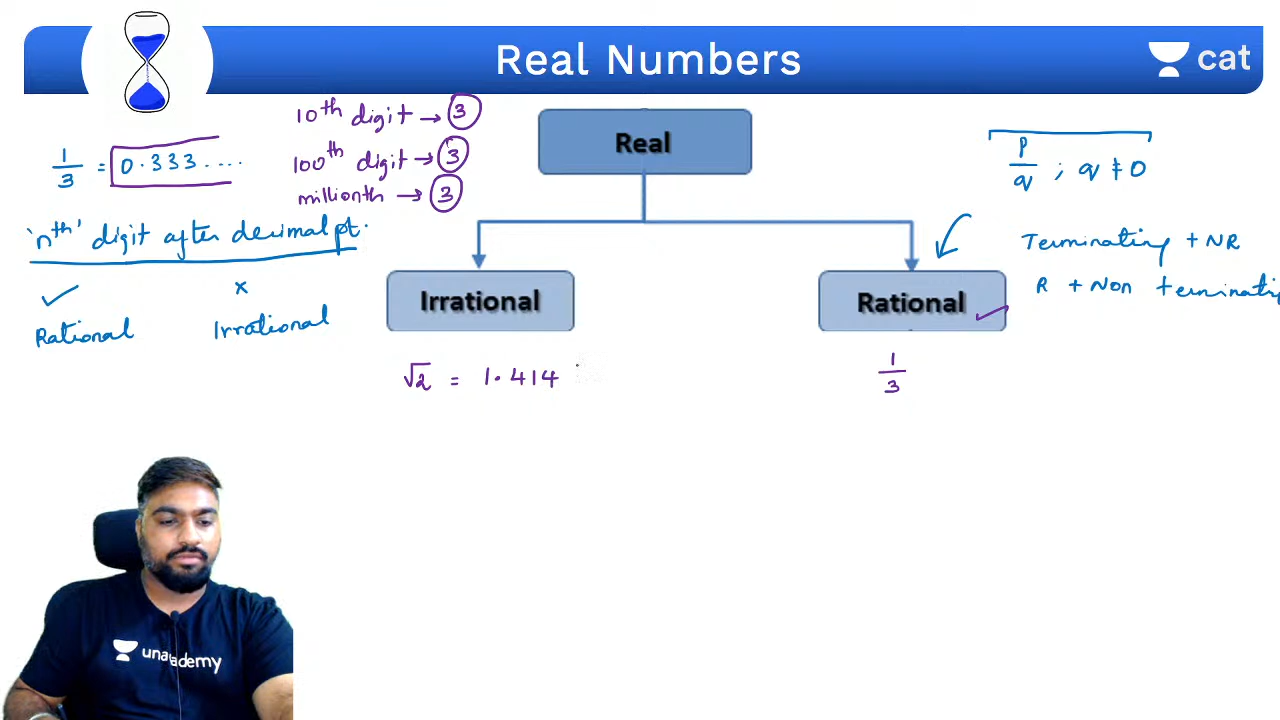 Real Numbers
cat
10th digit → 3
100th digit → 3
millionth → 3
1/3 = 0.333....
'nth' digit after decimal pt.
✓ ×
Rational Irrational
Real
p/q ; q ≠ 0
Terminating + NR
R + Non terminatin
Irrational
Rational ✓
√2 = 1.414
1/3
unacademy